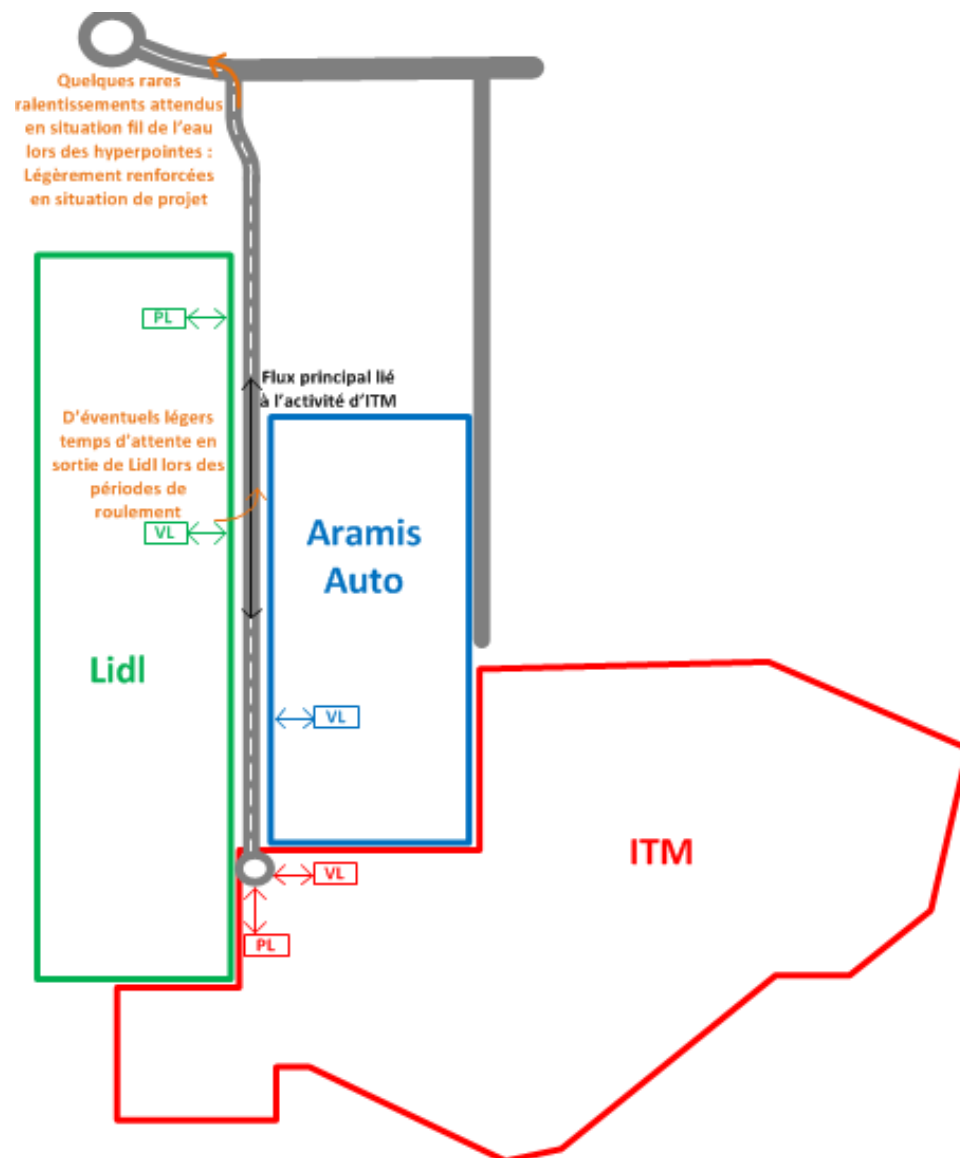 Quelques rares
ralentissements attendus
en situation fil de l'eau
lors des hyperpointes :
Légèrement renforcées
en situation de projet
PL
Flux principal lié
à l'activité d'ITM
D'éventuels légers
temps d'attente en
sortie de Lidl lors des
périodes de
roulement
VL
Aramis
Auto
Lidl
VL
ITM
VL
PL